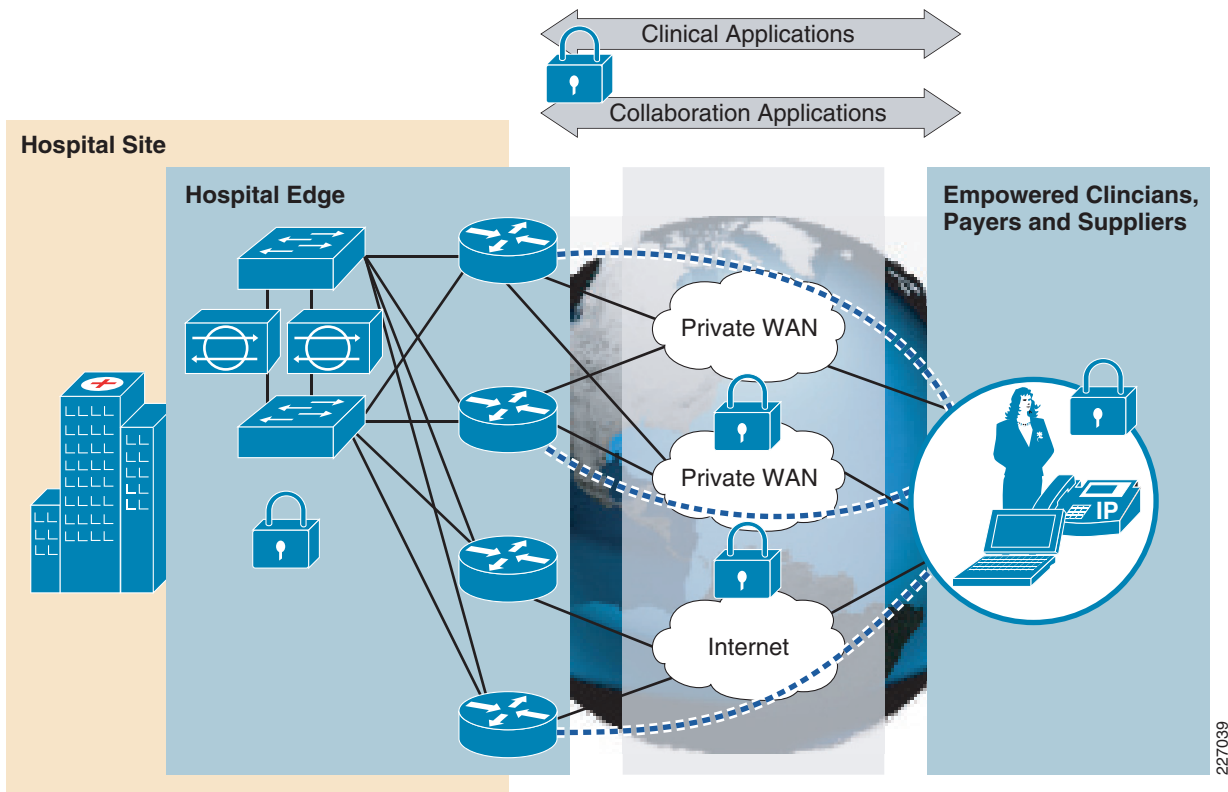 Clinical Applications
Collaboration Applications
Hospital Site
Hospital Edge
Empowered Clincians,
Payers and Suppliers
Private WAN
Private WAN
IP
Internet
227039